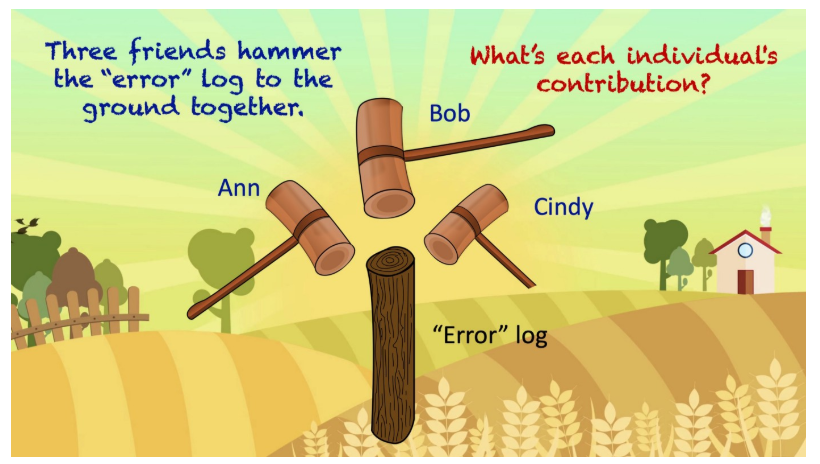 Three friends hammer
the “error” log to the
ground together.
What’s each individual's
contribution?
Bob
Ann
Cindy
“Error” log